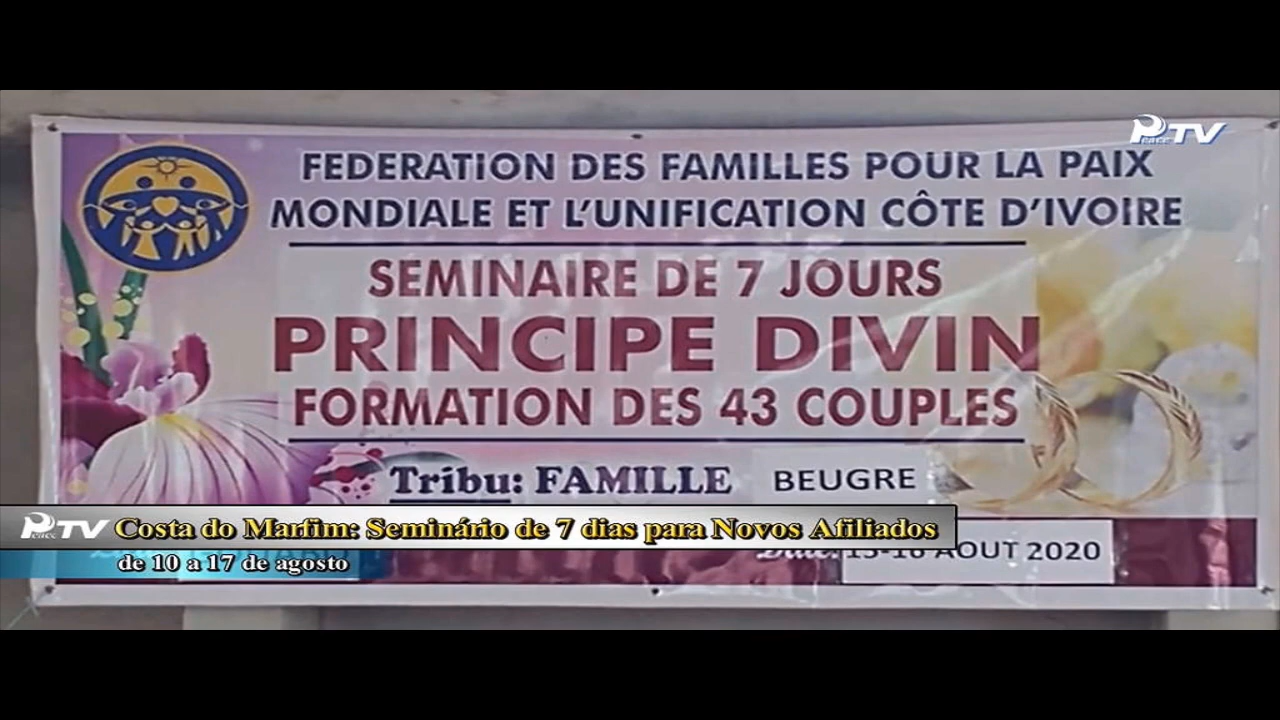 PeaceTV
FEDERATION DES FAMILLES POUR LA PAIX
MONDIALE ET L'UNIFICATION CÔTE D'IVOIRE
SEMINAIRE DE 7 JOURS
PRINCIPE DIVIN
FORMATION DES 43 COUPLES
Tribu: FAMILLE BEUGRE
PeaceTV Costa do Marfim: Seminário de 7 dias para Novos Afiliados
AOUT 2020
de 10 a 17 de agosto